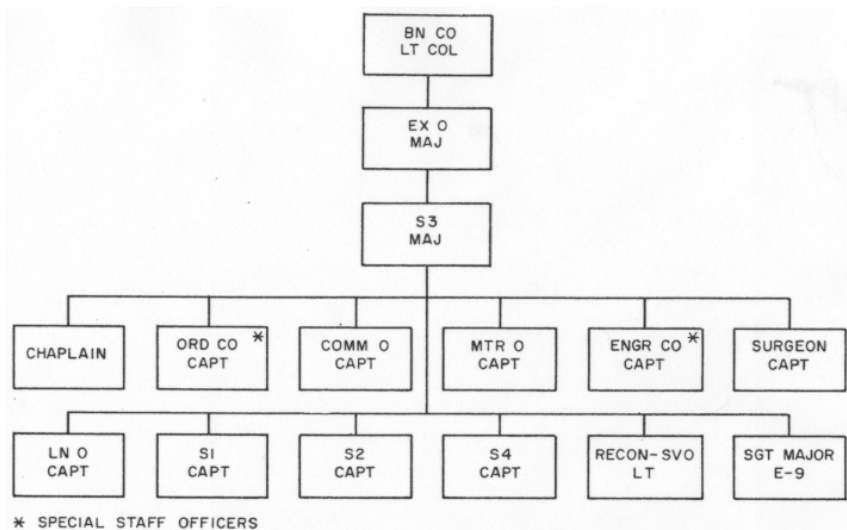 BN CO
LT COL
EX O
MAJ
S3
MAJ
CHAPLAIN
ORD CO *
CAPT
COMM O
CAPT
MTR O
CAPT
ENGR CO *
CAPT
SURGEON
CAPT
LN O
CAPT
S1
CAPT
S2
CAPT
S4
CAPT
RECON-SVO
LT
SGT MAJOR
E-9
* SPECIAL STAFF OFFICERS